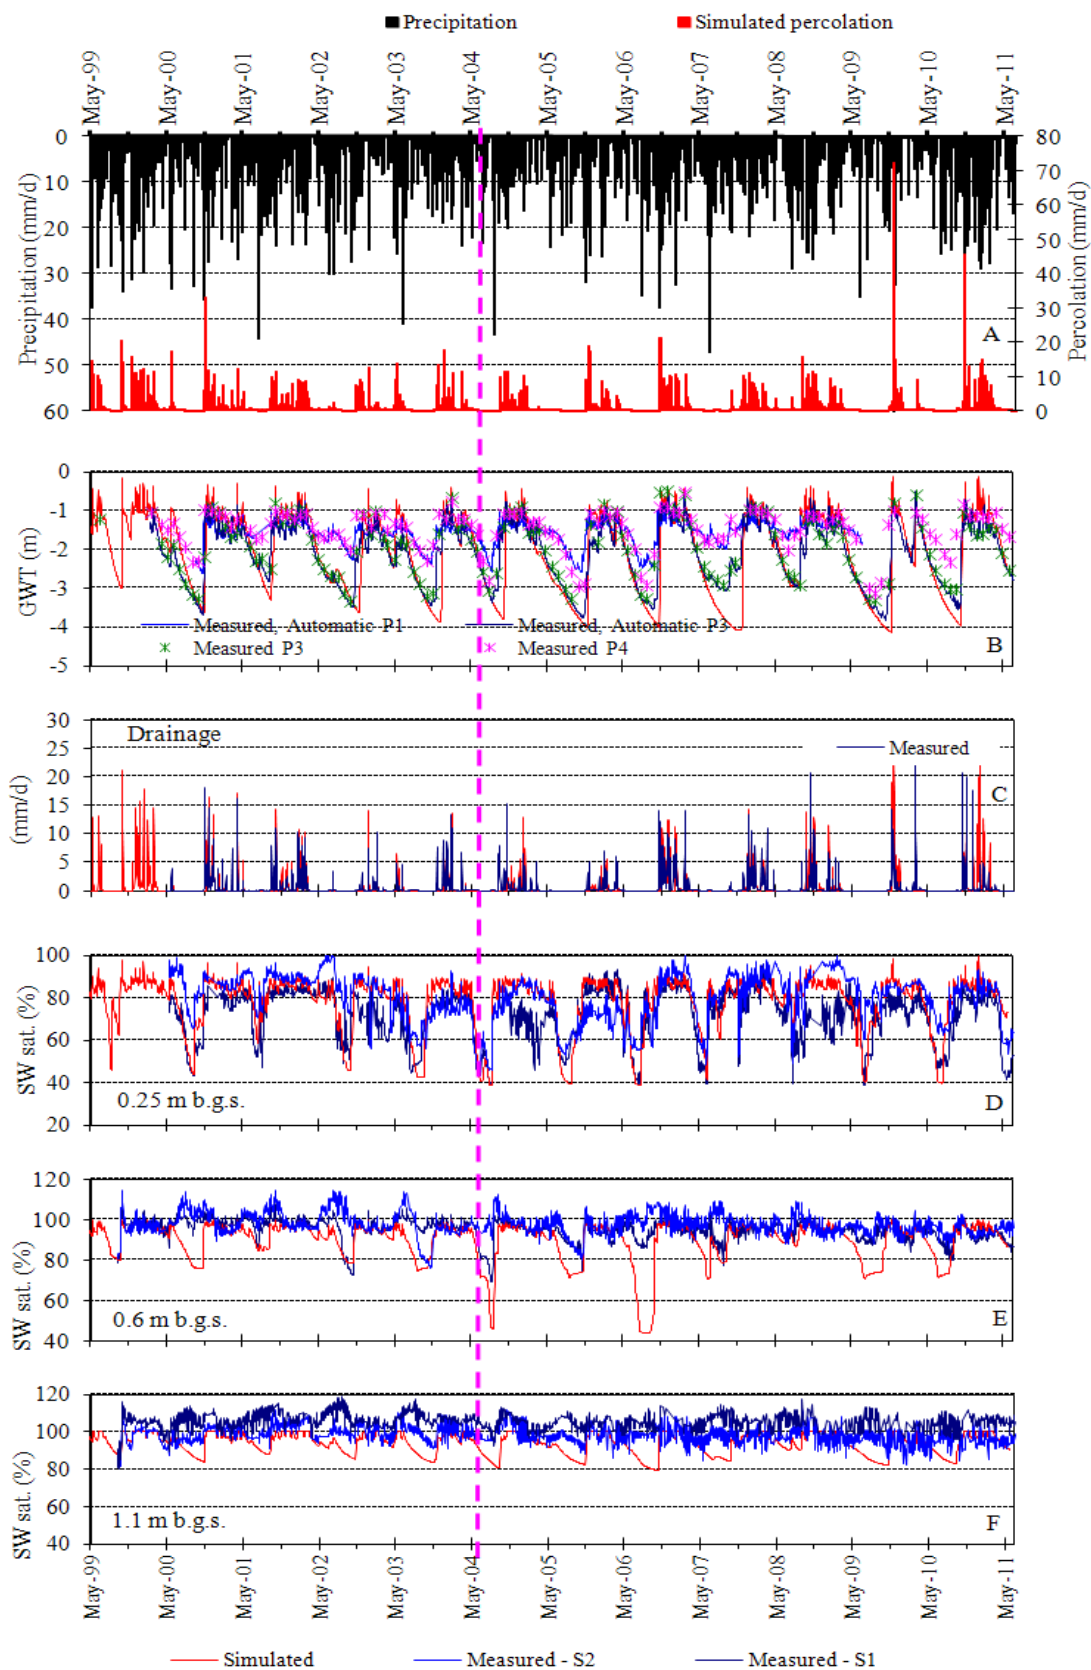 Precipitation Simulated percolation
May-99 May-00 May-01 May-02 May-03 May-04 May-05 May-06 May-07 May-08 May-09 May-10 May-11
Precipitation (mm/d)
0
10
20
30
40
50
60
A
80
70
60
50
40
30
20
10
0
Percolation (mm/d)
GWT (m)
0
-1
-2
-3
-4
-5
Measured, Automatic P1 Measured, Automatic P3
Measured P3 Measured P4
B
(mm/d)
30
25
20
15
10
5
0
Drainage
Measured
C
SW sat. (%)
100
80
60
40
20
0.25 m b.g.s.
D
SW sat. (%)
120
100
80
60
40
0.6 m b.g.s.
E
SW sat. (%)
120
100
80
60
40
1.1 m b.g.s.
F
May-99 May-00 May-01 May-02 May-03 May-04 May-05 May-06 May-07 May-08 May-09 May-10 May-11
Simulated Measured - S2 Measured - S1